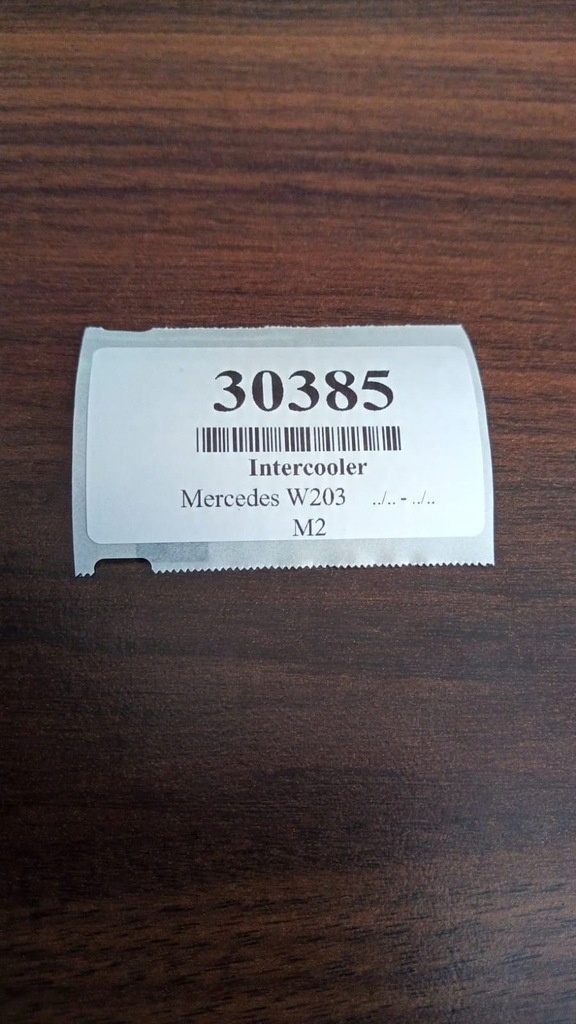 30385
Intercooler
Mercedes W203 ../.. - ../..
M2